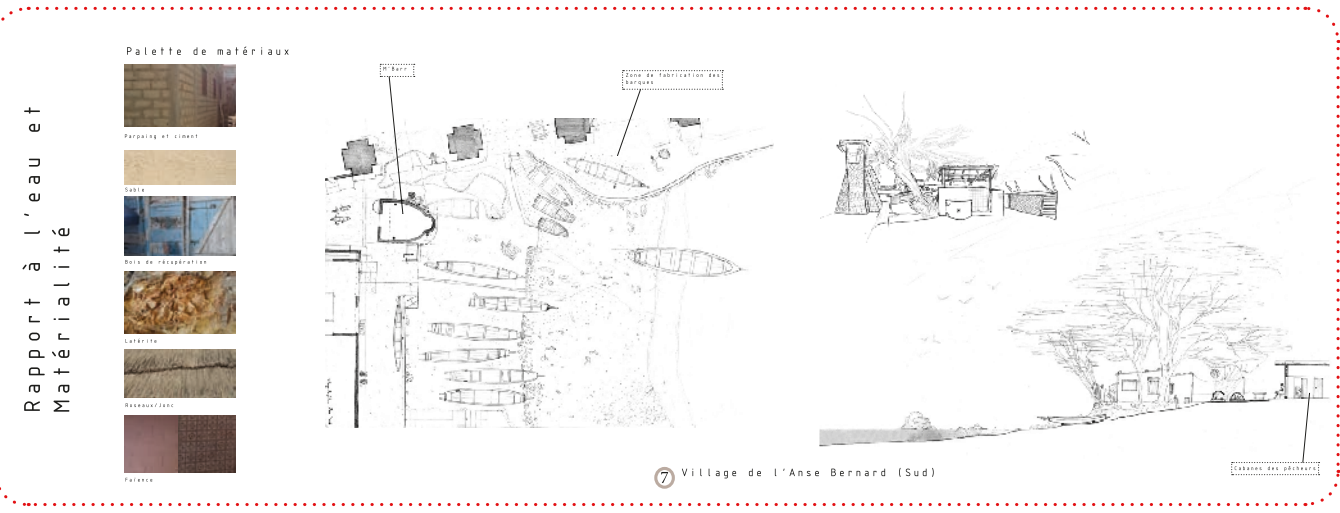 Rapport à l'eau et
Matérialité
Palette de matériaux
Parpaing et ciment
Sable
Bois de récupération
Latérite
Roseaux/Jonc
Faïence
M'Barr
Zone de fabrication des
barques
7 Village de l'Anse Bernard (Sud)
Cabanes des pêcheurs